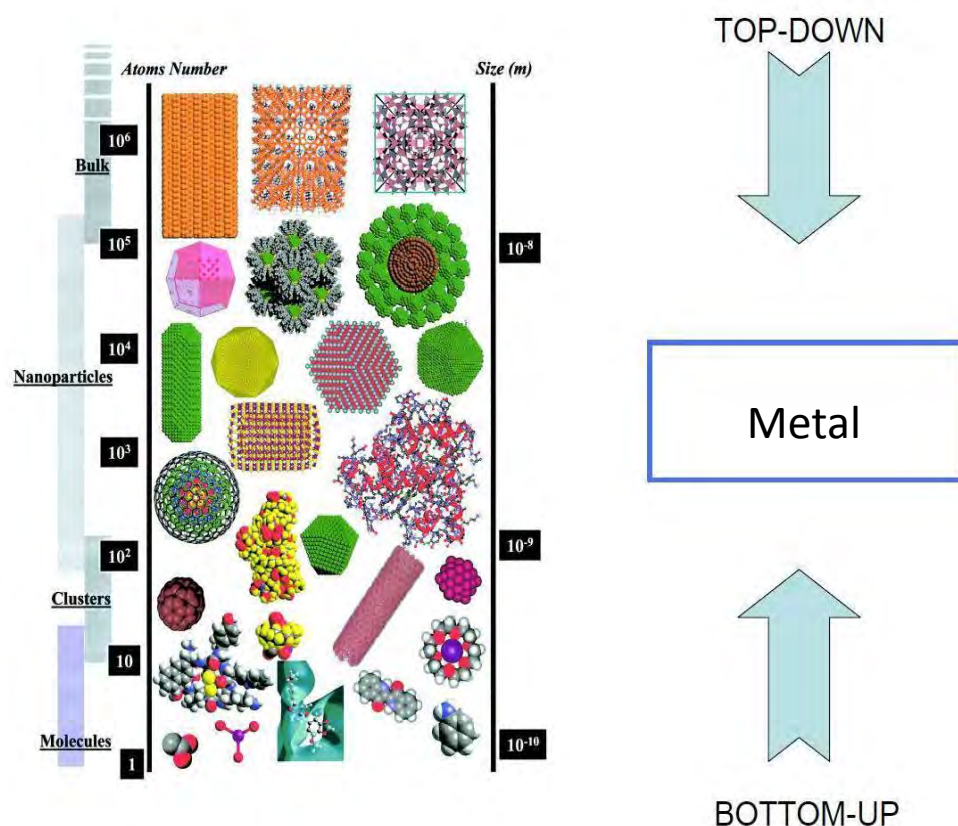 TOP-DOWN
Atoms Number
Size (m)
10⁶
Bulk
10⁵
10⁻⁸
10⁴
Nanoparticles
Metal
10³
10²
10⁻⁹
Clusters
10
Molecules
1
10⁻¹⁰
BOTTOM-UP